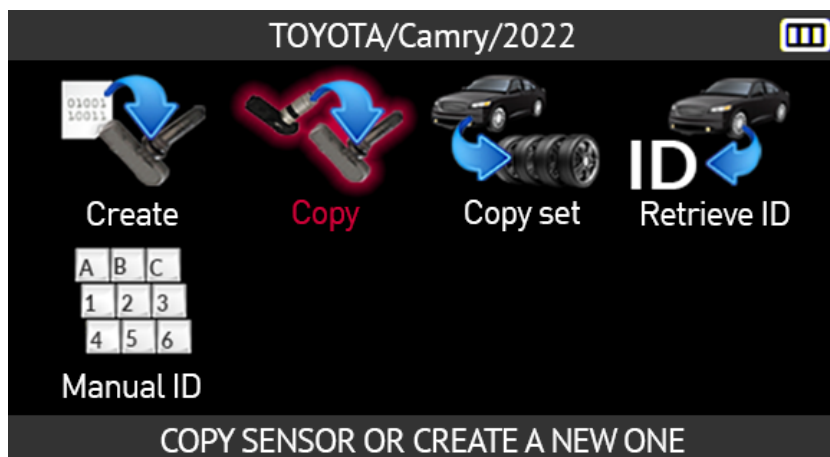 TOYOTA/Camry/2022
01001
10011
Create
Copy
Copy set
ID
Retrieve ID
A B C
1 2 3
4 5 6
Manual ID
COPY SENSOR OR CREATE A NEW ONE